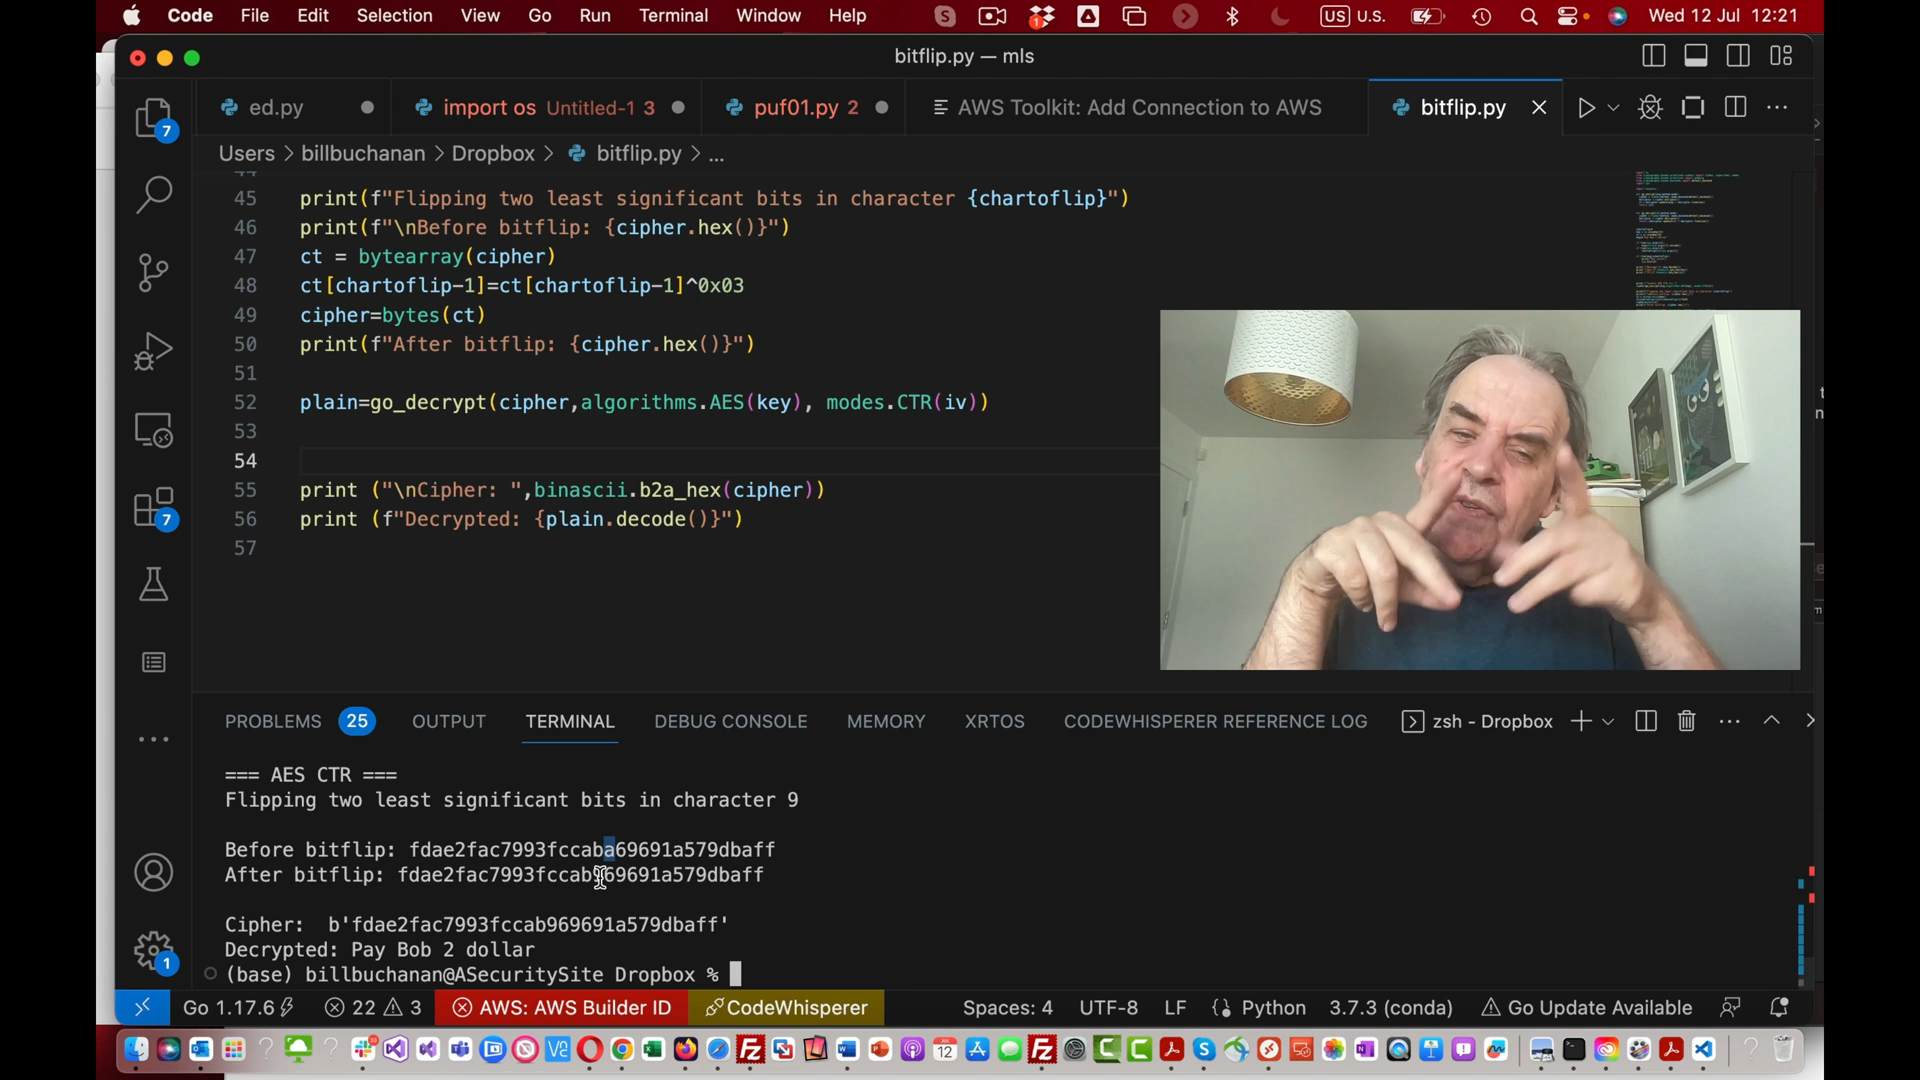 Code File Edit Selection View Go Run Terminal Window Help US U.S. Wed 12 Jul 12:21
bitflip.py — mls
ed.py import os Untitled-1 3 puf01.py 2 AWS Toolkit: Add Connection to AWS bitflip.py
Users > billbuchanan > Dropbox > bitflip.py > ...
45 print(f"Flipping two least significant bits in character {chartoflip}")
46 print(f"\nBefore bitflip: {cipher.hex()}")
47 ct = bytearray(cipher)
48 ct[chartoflip-1]=ct[chartoflip-1]^0x03
49 cipher=bytes(ct)
50 print(f"After bitflip: {cipher.hex()}")
51
52 plain=go_decrypt(cipher,algorithms.AES(key), modes.CTR(iv))
53
54
55 print ("\nCipher: ",binascii.b2a_hex(cipher))
56 print (f"Decrypted: {plain.decode()}")
57
7
7
1
PROBLEMS 25 OUTPUT TERMINAL DEBUG CONSOLE MEMORY XRTOS CODEWHISPERER REFERENCE LOG zsh - Dropbox
=== AES CTR ===
Flipping two least significant bits in character 9
Before bitflip: fdae2fac7993fccaba69691a579dbaff
After bitflip: fdae2fac7993fccab969691a579dbaff
Cipher: b'fdae2fac7993fccab969691a579dbaff'
Decrypted: Pay Bob 2 dollar
(base) billbuchanan@ASecuritySite Dropbox %
Go 1.17.6 22 3 AWS: AWS Builder ID CodeWhisperer Spaces: 4 UTF-8 LF {} Python 3.7.3 (conda) Go Update Available